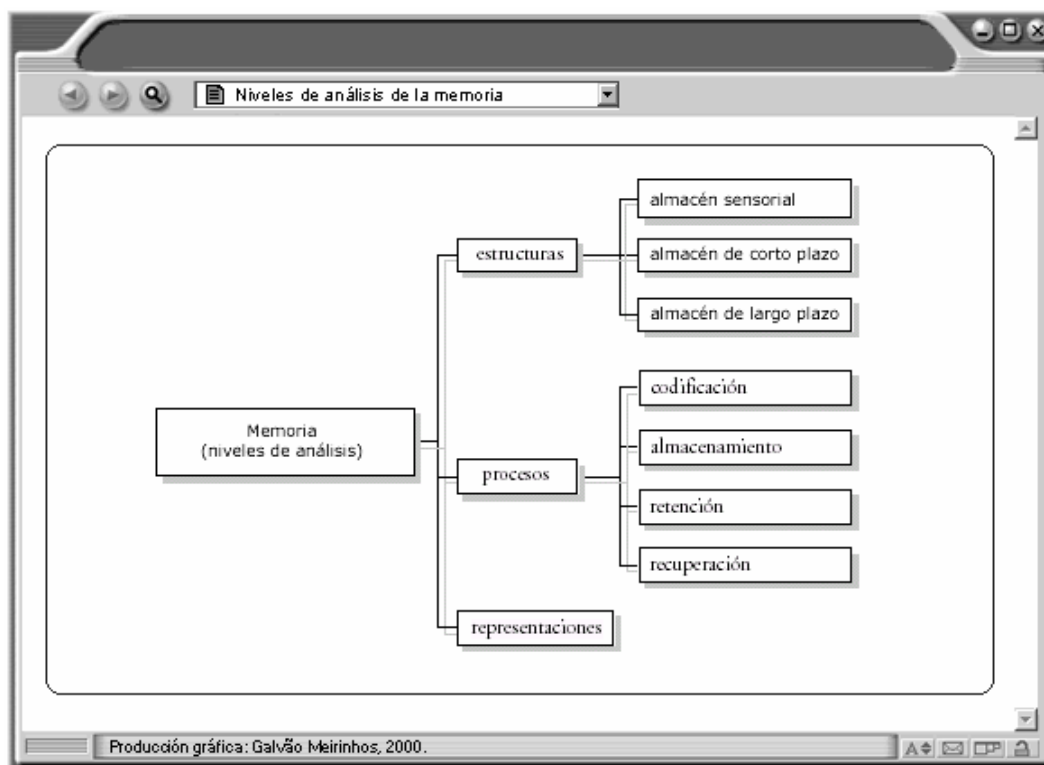 Niveles de análisis de la memoria
almacén sensorial
estructuras
almacén de corto plazo
almacén de largo plazo
codificación
Memoria
(niveles de análisis)
almacenamiento
procesos
retención
recuperación
representaciones
Producción gráfica: Galvão Meirinhos, 2000.
A